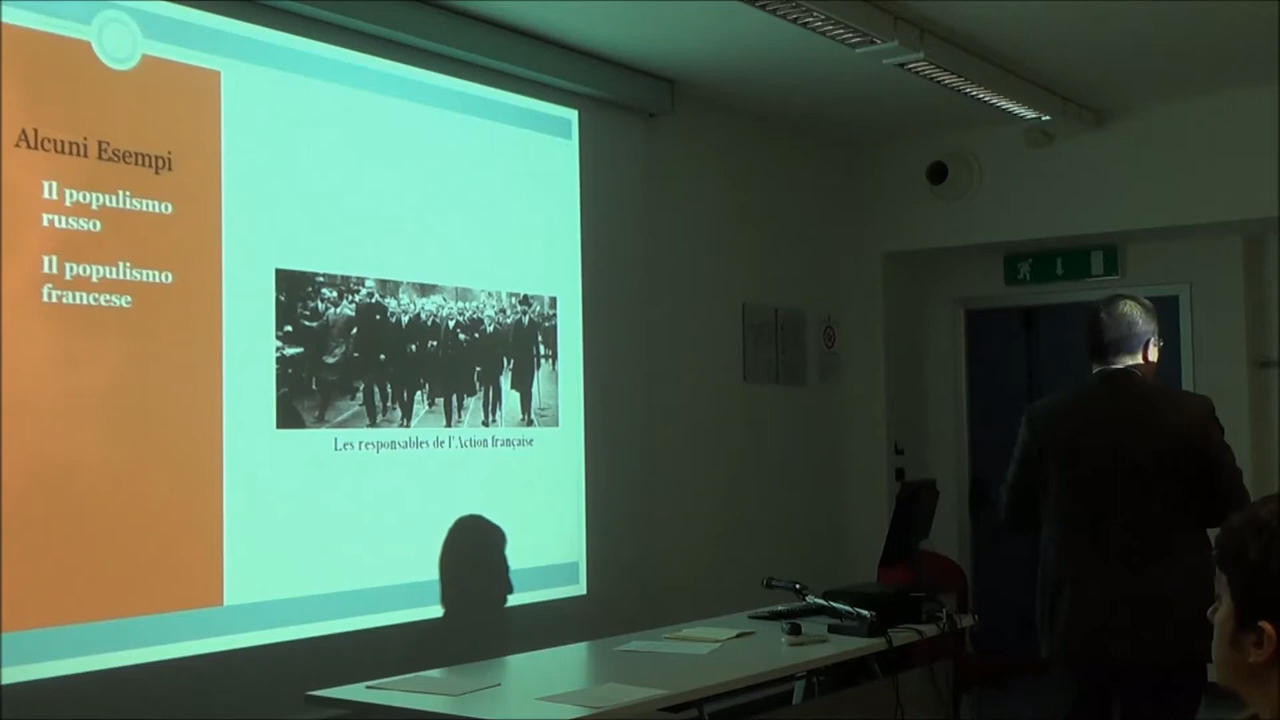 Alcuni Esempi
Il populismo
russo
Il populismo
francese
Les responsables de l'Action française